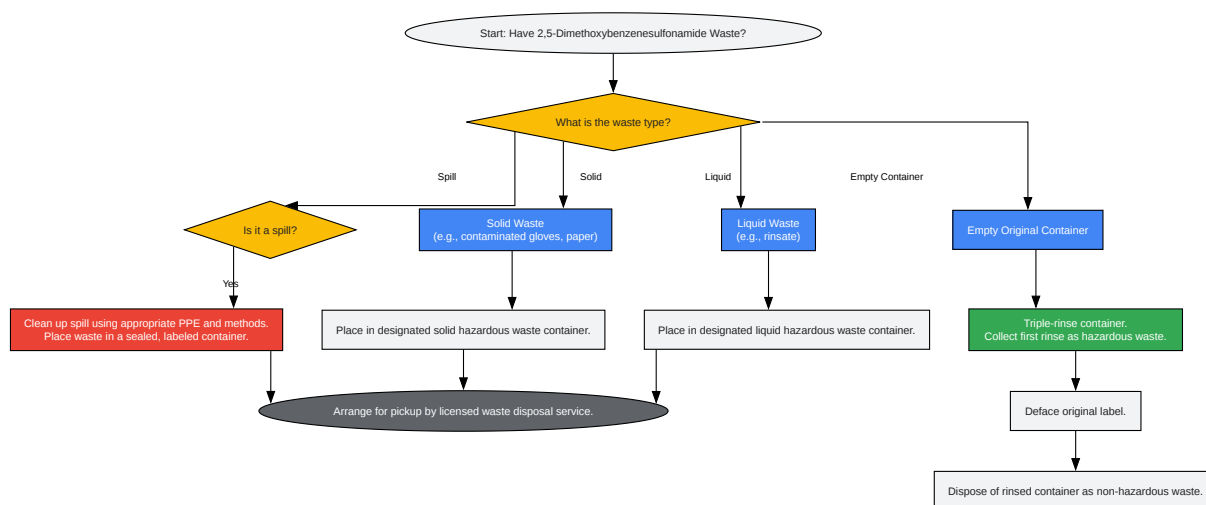 Start: Have 2,5-Dimethoxybenzenesulfonamide Waste?
What is the waste type?
Spill
Solid
Liquid
Empty Container
Is it a spill?
Solid Waste
(e.g., contaminated gloves, paper)
Liquid Waste
(e.g., rinsate)
Empty Original Container
Yes
Clean up spill using appropriate PPE and methods.
Place waste in a sealed, labeled container.
Place in designated solid hazardous waste container.
Place in designated liquid hazardous waste container.
Triple-rinse container.
Collect first rinse as hazardous waste.
Arrange for pickup by licensed waste disposal service.
Deface original label.
Dispose of rinsed container as non-hazardous waste.